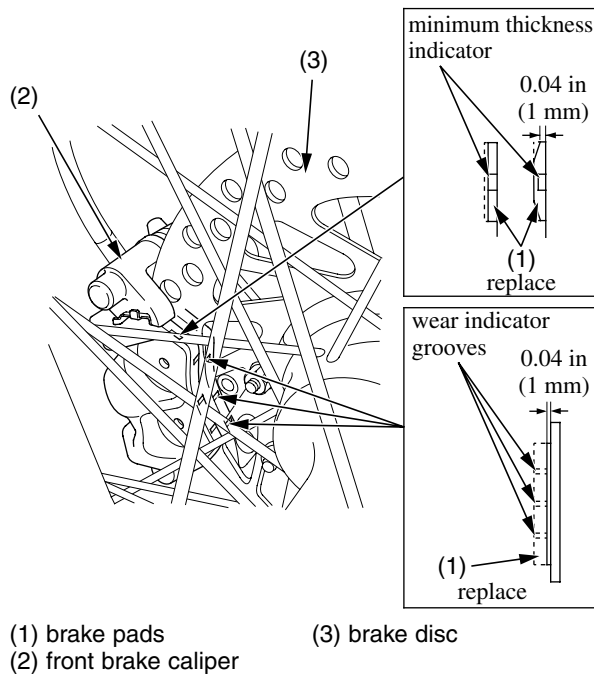 minimum thickness
indicator
0.04 in
(1 mm)
(1)
replace
(3)
(2)
wear indicator
grooves
0.04 in
(1 mm)
(1)
replace
(1) brake pads
(2) front brake caliper
(3) brake disc